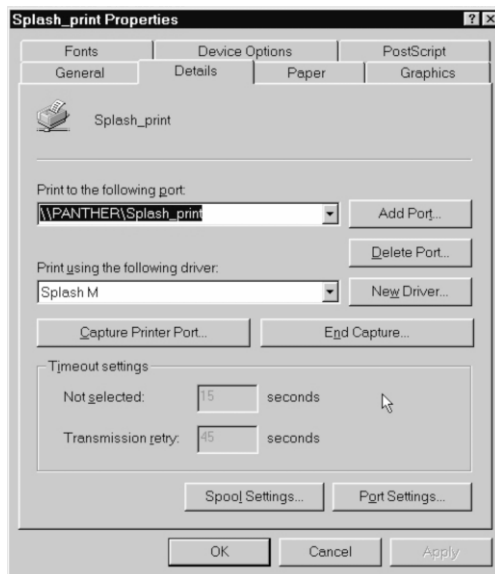 Splash_print Properties
Fonts Device Options PostScript
General Details Paper Graphics
Splash_print
Print to the following port:
\\PANTHER\Splash_print Add Port...
Delete Port...
Print using the following driver:
Splash M New Driver...
Capture Printer Port... End Capture...
Timeout settings
Not selected: 15 seconds
Transmission retry: 45 seconds
Spool Settings... Port Settings...
OK Cancel Apply